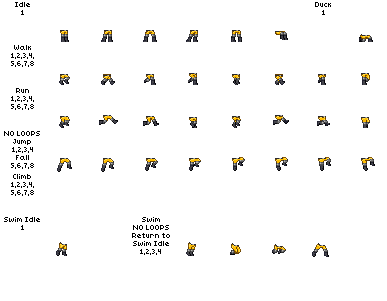 Idle
1
Duck
1
Walk
1,2,3,4,
5,6,7,8
Run
1,2,3,4,
5,6,7,8
NO LOOPS
Jump
1,2,3,4
Fall
5,6,7,8
Climb
1,2,3,4,
5,6,7,8
Swim Idle
1
Swim
NO LOOPS
Return to
Swim Idle
1,2,3,4